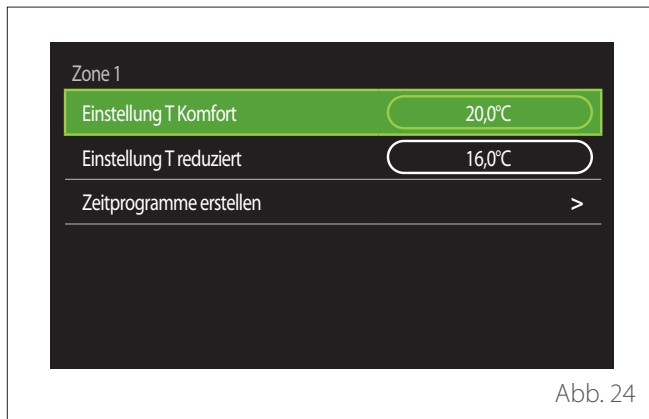 Zone 1
Einstellung T Komfort 20,0°C
Einstellung T reduziert 16,0°C
Zeitprogramme erstellen >
Abb. 24